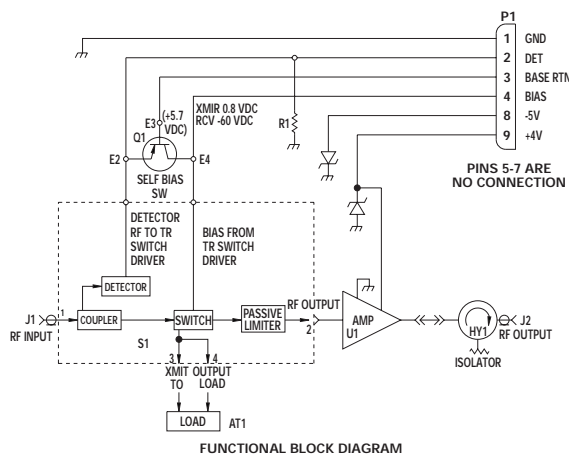 P1
1 GND
2 DET
3 BASE RTN
4 BIAS
8 -5V
9 +4V
PINS 5-7 ARE
NO CONNECTION
XMIR 0.8 VDC
RCV -60 VDC
R1
E3
(+5.7
VDC)
Q1
E2
E4
SELF BIAS
SW
DETECTOR
RF TO TR
SWITCH
DRIVER
BIAS FROM
TR SWITCH
DRIVER
DETECTOR
J1
RF INPUT
1
COUPLER
SWITCH
PASSIVE
LIMITER
RF OUTPUT
2
AMP
U1
HY1
J2
RF OUTPUT
ISOLATOR
S1
3 4
XMIT OUTPUT
TO LOAD
LOAD
AT1
FUNCTIONAL BLOCK DIAGRAM